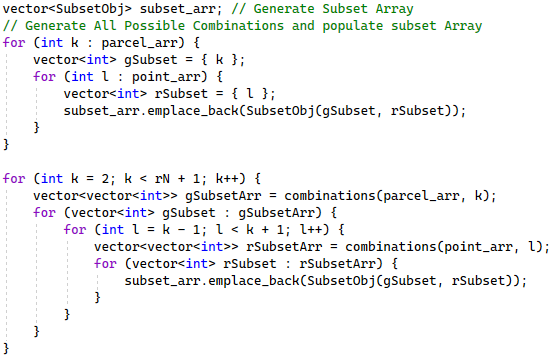 vector<SubsetObj> subset_arr; // Generate Subset Array
// Generate All Possible Combinations and populate subset Array
for (int k : parcel_arr) {
    vector<int> gSubset = { k };
    for (int l : point_arr) {
        vector<int> rSubset = { l };
        subset_arr.emplace_back(SubsetObj(gSubset, rSubset));
    }
}

for (int k = 2; k < rN + 1; k++) {
    vector<vector<int>> gSubsetArr = combinations(parcel_arr, k);
    for (vector<int> gSubset : gSubsetArr) {
        for (int l = k - 1; l < k + 1; l++) {
            vector<vector<int>> rSubsetArr = combinations(point_arr, l);
            for (vector<int> rSubset : rSubsetArr) {
                subset_arr.emplace_back(SubsetObj(gSubset, rSubset));
            }
        }
    }
}